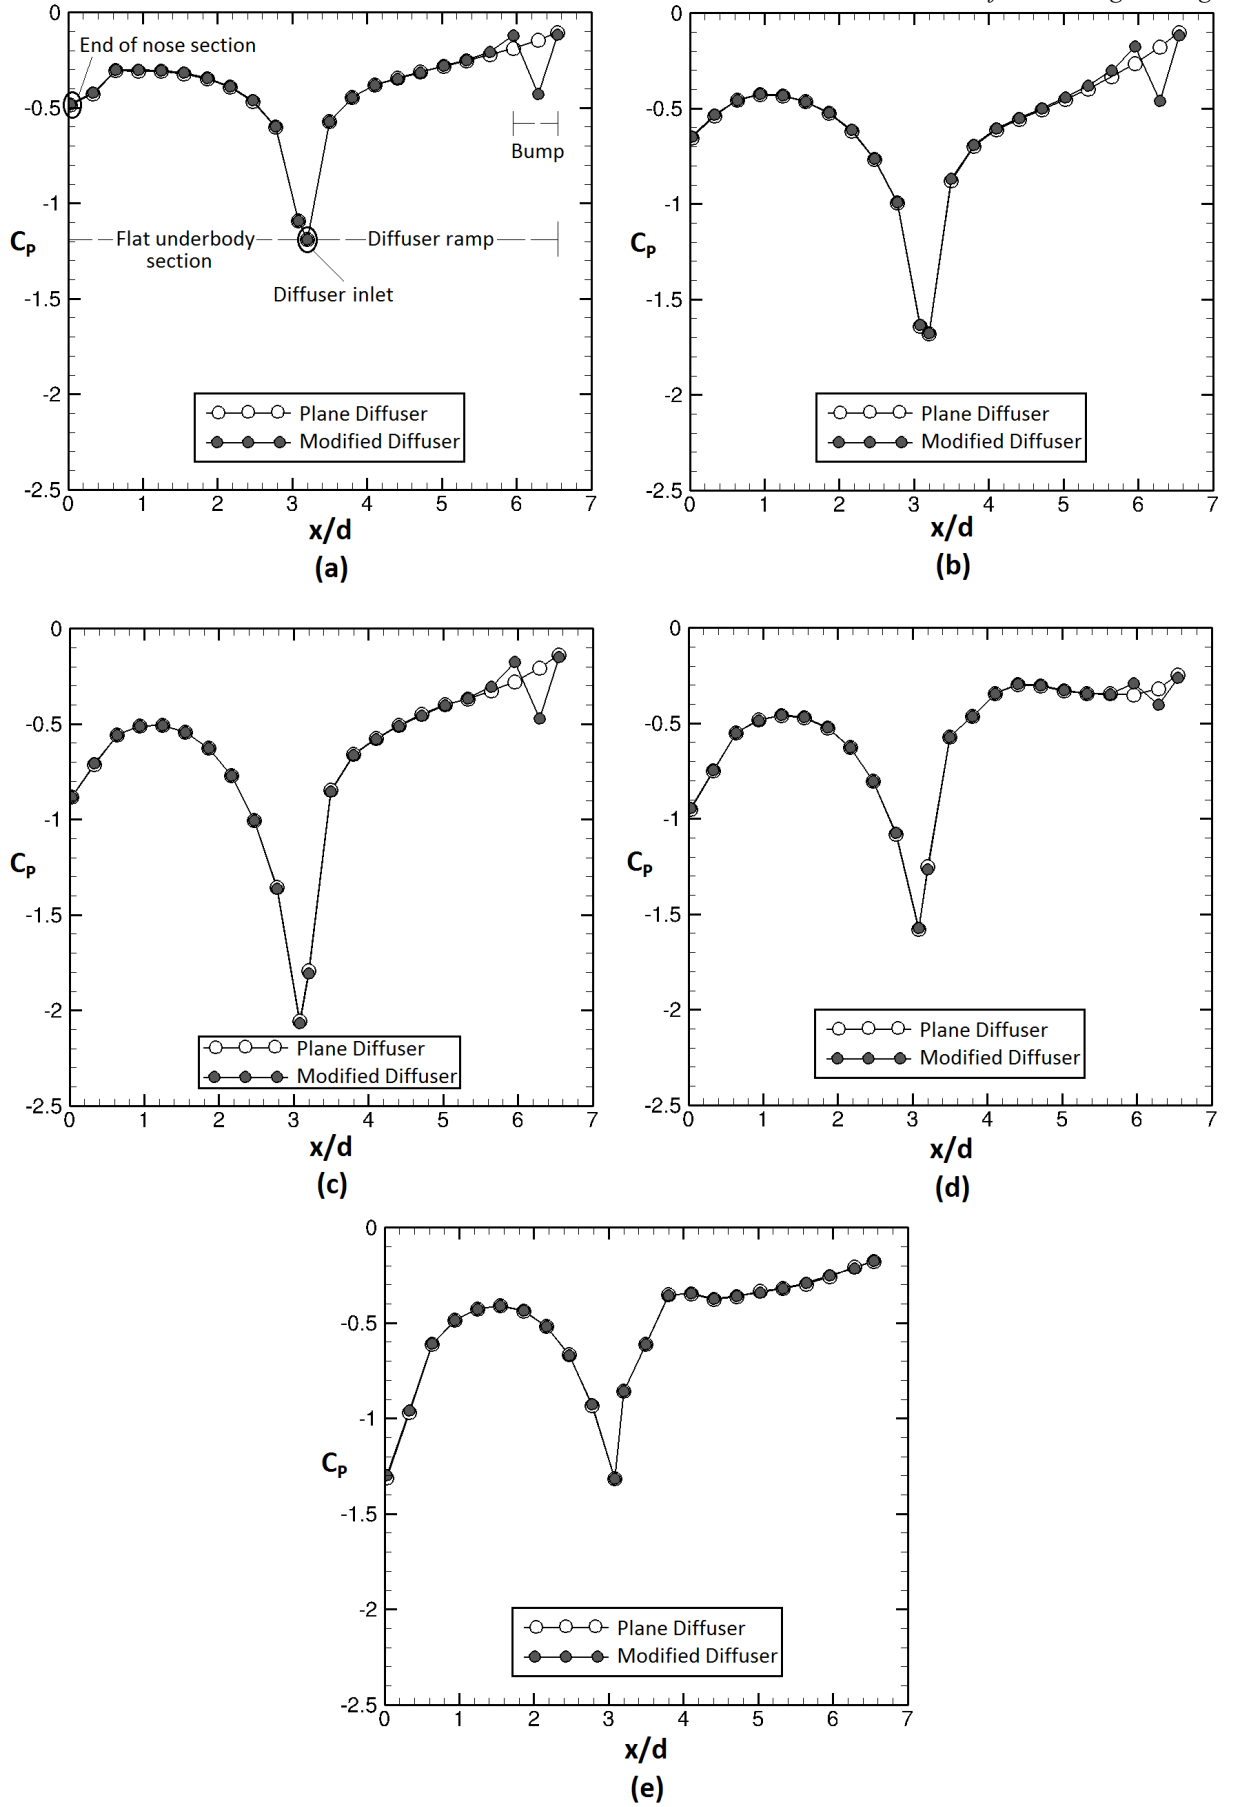 0
End of nose section
-0.5
Bump
-1
Flat underbody
section
Diffuser ramp
Cₚ
Diffuser inlet
-1.5
-2
Plane Diffuser
Modified Diffuser
-2.5
0 1 2 3 4 5 6 7
x/d
(a)
0
-0.5
-1
Cₚ
-1.5
-2
Plane Diffuser
Modified Diffuser
-2.5
0 1 2 3 4 5 6 7
x/d
(b)
0
-0.5
-1
Cₚ
-1.5
-2
Plane Diffuser
Modified Diffuser
-2.5
0 1 2 3 4 5 6 7
x/d
(c)
0
-0.5
-1
Cₚ
-1.5
-2
Plane Diffuser
Modified Diffuser
-2.5
0 1 2 3 4 5 6 7
x/d
(d)
0
-0.5
-1
Cₚ
-1.5
-2
Plane Diffuser
Modified Diffuser
-2.5
0 1 2 3 4 5 6 7
x/d
(e)